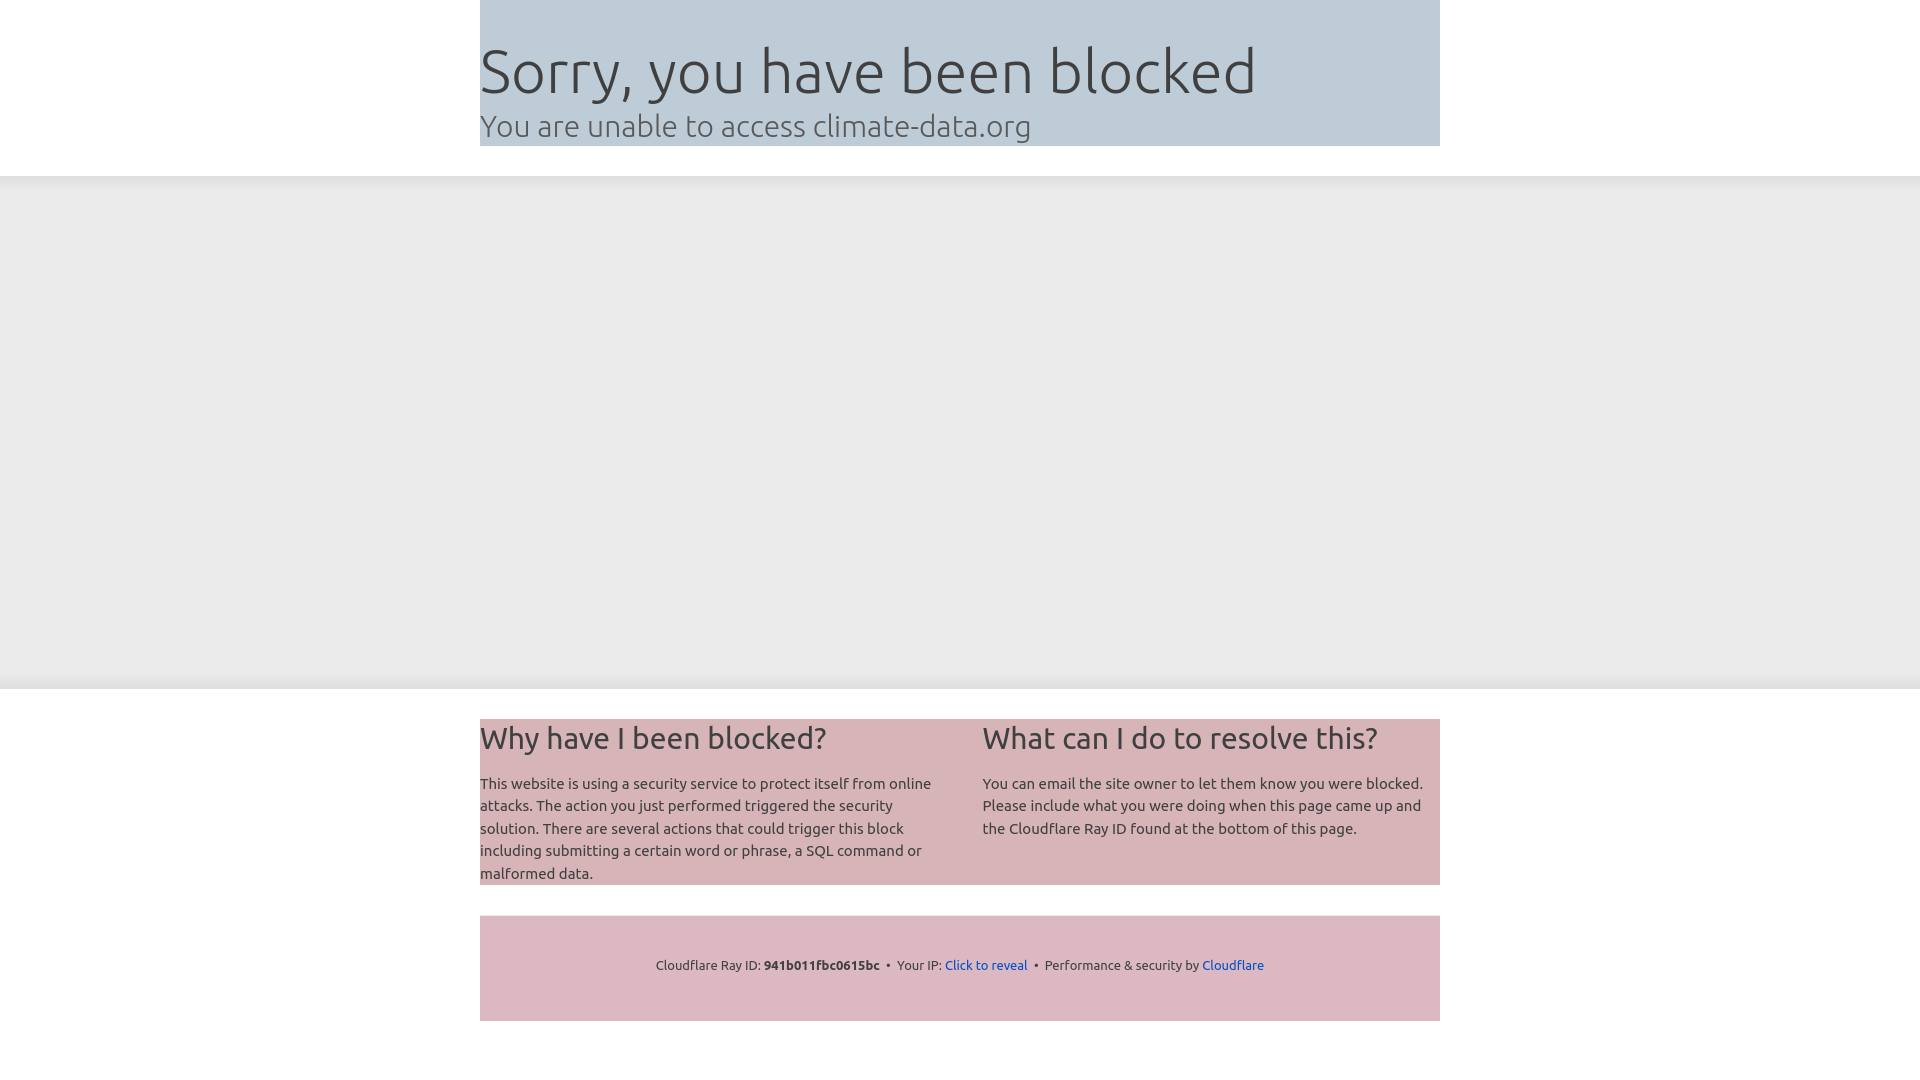 Sorry, you have been blocked
You are unable to access climate-data.org
Why have I been blocked?
This website is using a security service to protect itself from online
attacks. The action you just performed triggered the security
solution. There are several actions that could trigger this block
including submitting a certain word or phrase, a SQL command or
malformed data.
What can I do to resolve this?
You can email the site owner to let them know you were blocked.
Please include what you were doing when this page came up and
the Cloudflare Ray ID found at the bottom of this page.
Cloudflare Ray ID: 941b011fbc0615bc • Your IP: Click to reveal • Performance & security by Cloudflare